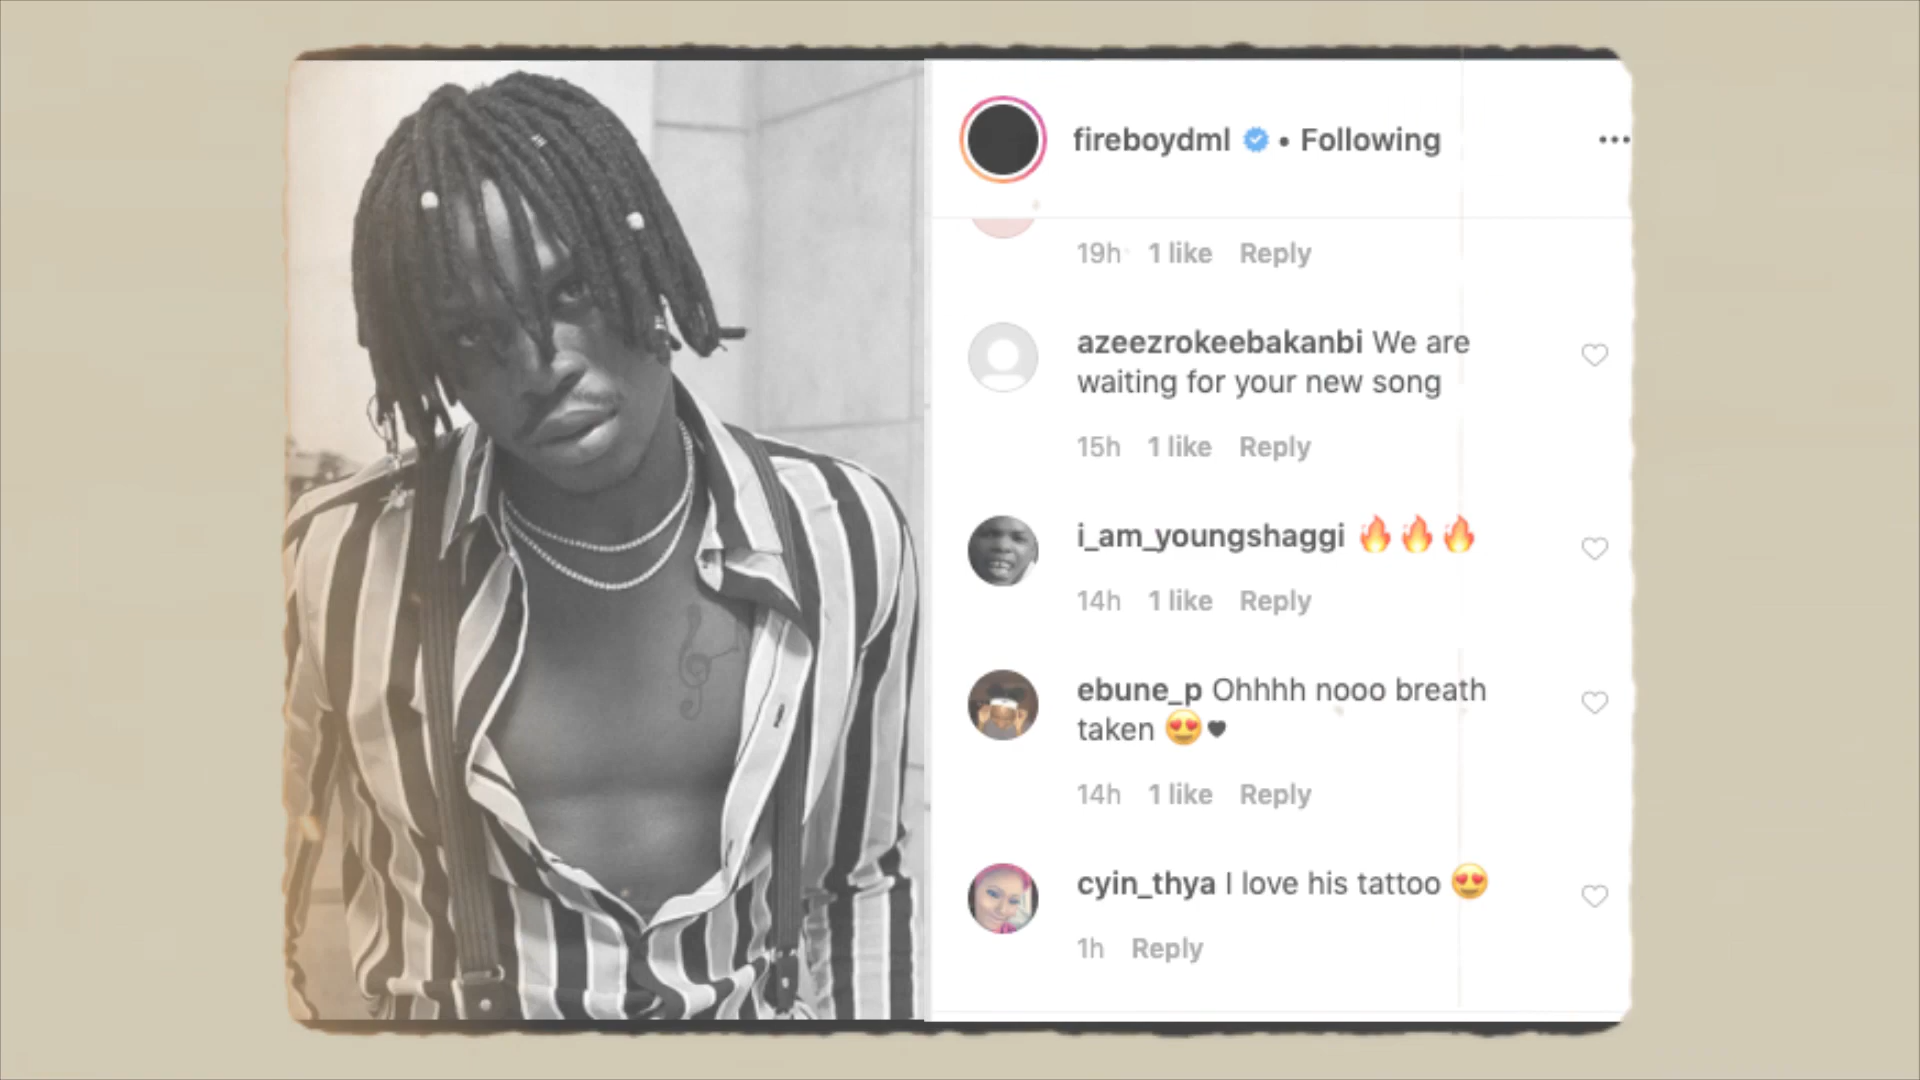 fireboydml • Following
19h 1 like Reply
azeezrokeebakanbi We are
waiting for your new song
15h 1 like Reply
i_am_youngshaggi 🔥🔥🔥
14h 1 like Reply
ebune_p Ohhhh nooo breath
taken 😍🖤
14h 1 like Reply
cyin_thya I love his tattoo 😍
1h Reply